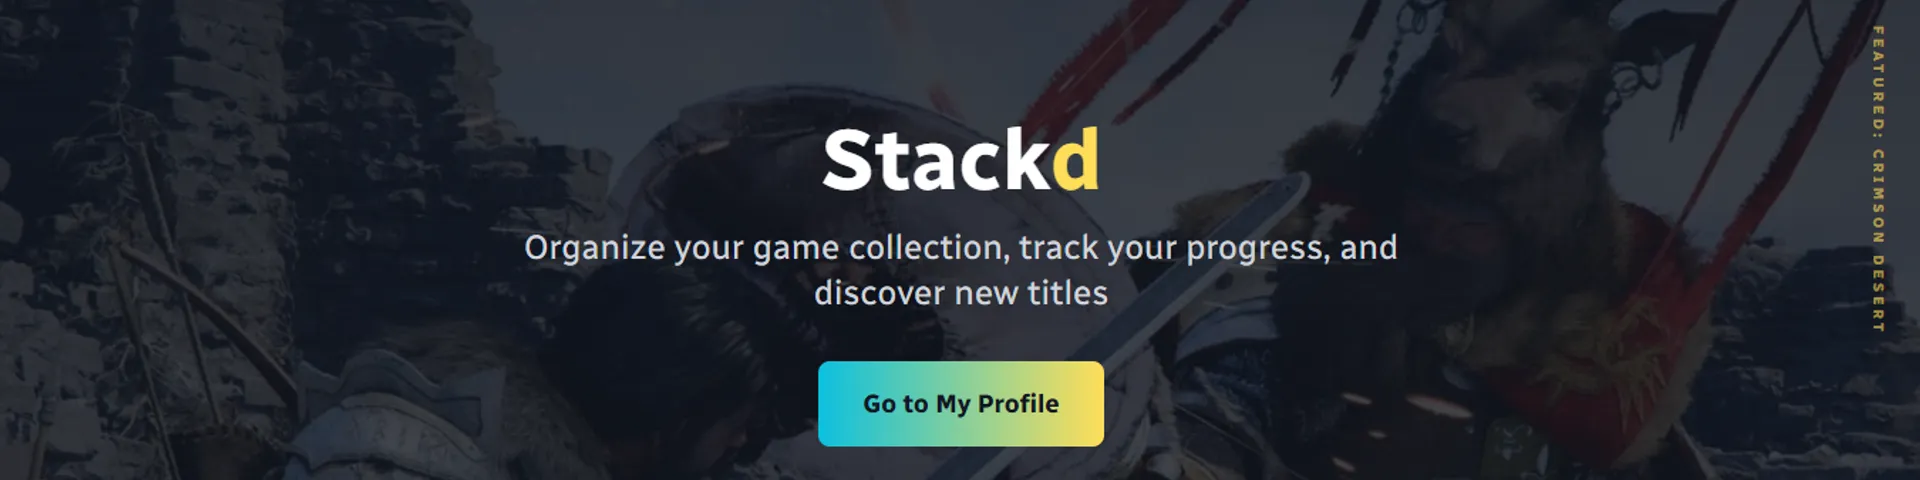 Stackd
Organize your game collection, track your progress, and
discover new titles
Go to My Profile
FEATURED: CRIMSON DESERT